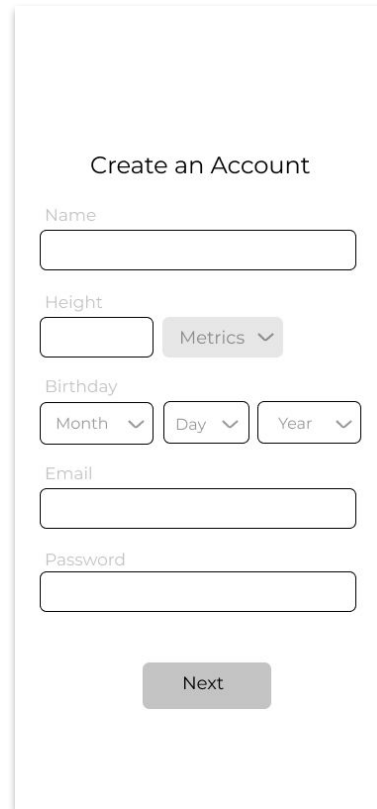 Create an Account
Name
Height
Metrics
Birthday
Month Day Year
Email
Password
Next